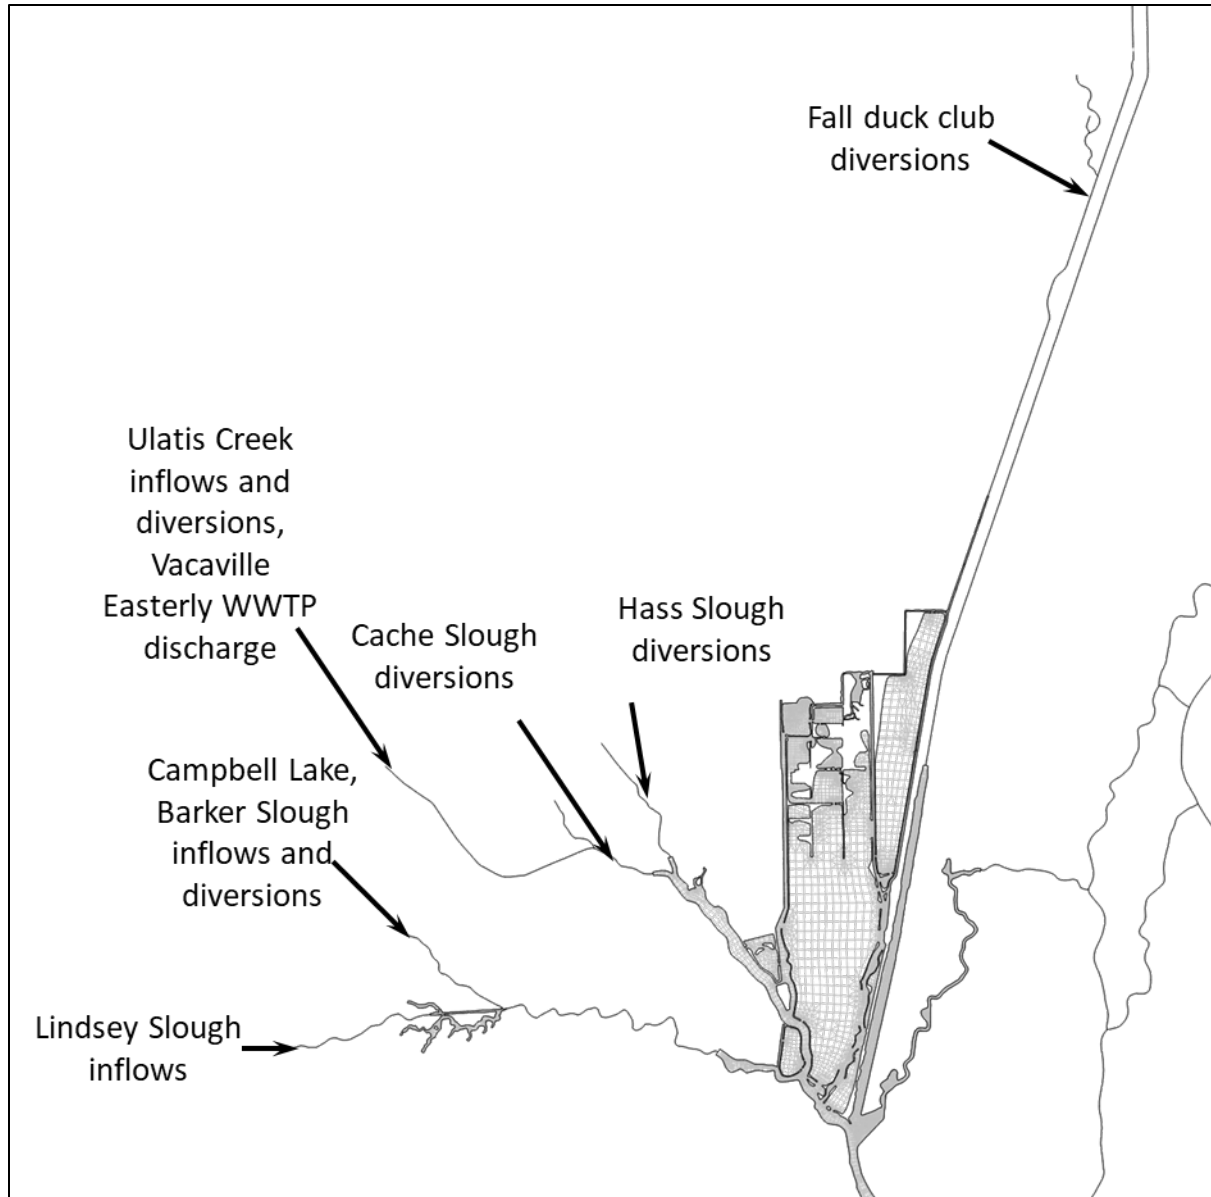 Fall duck club
diversions
Ulatis Creek
inflows and
diversions,
Vacaville
Easterly WWTP
discharge
Cache Slough
diversions
Hass Slough
diversions
Campbell Lake,
Barker Slough
inflows and
diversions
Lindsey Slough
inflows